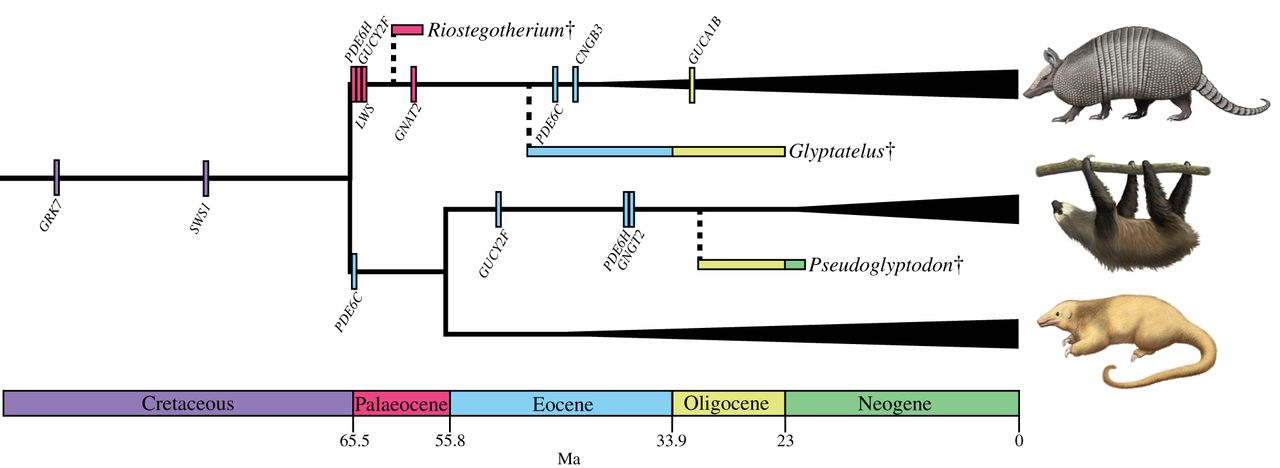 PDE6H
GUCY2F
Riostegotherium†
CNGB3
GUCA1B
LWS
GNAT2
PDE6C
Glyptatelus†
GRK7
SWS1
GUCY2F
PDE6H
GNGT2
Pseudoglyptodon†
PDE6C
Cretaceous Palaeocene Eocene Oligocene Neogene
65.5 55.8 33.9 23 0
Ma